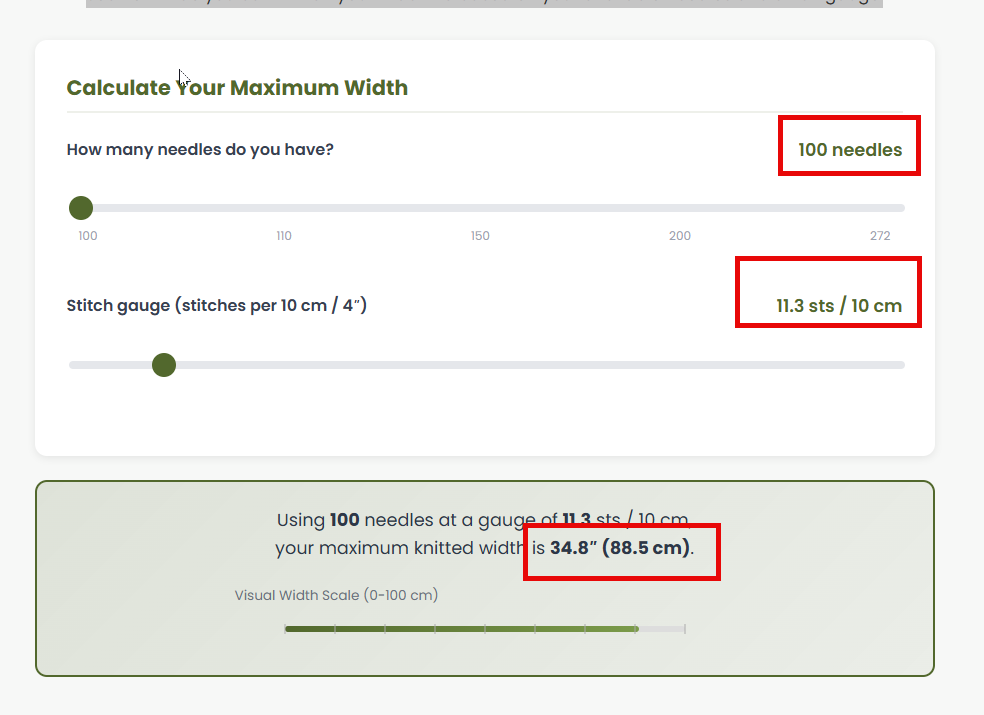 Calculate Your Maximum Width
How many needles do you have?
100 needles
100
110
150
200
272
Stitch gauge (stitches per 10 cm / 4″)
11.3 sts / 10 cm
Using 100 needles at a gauge of 11.3 sts / 10 cm,
your maximum knitted width is 34.8″ (88.5 cm).
Visual Width Scale (0-100 cm)